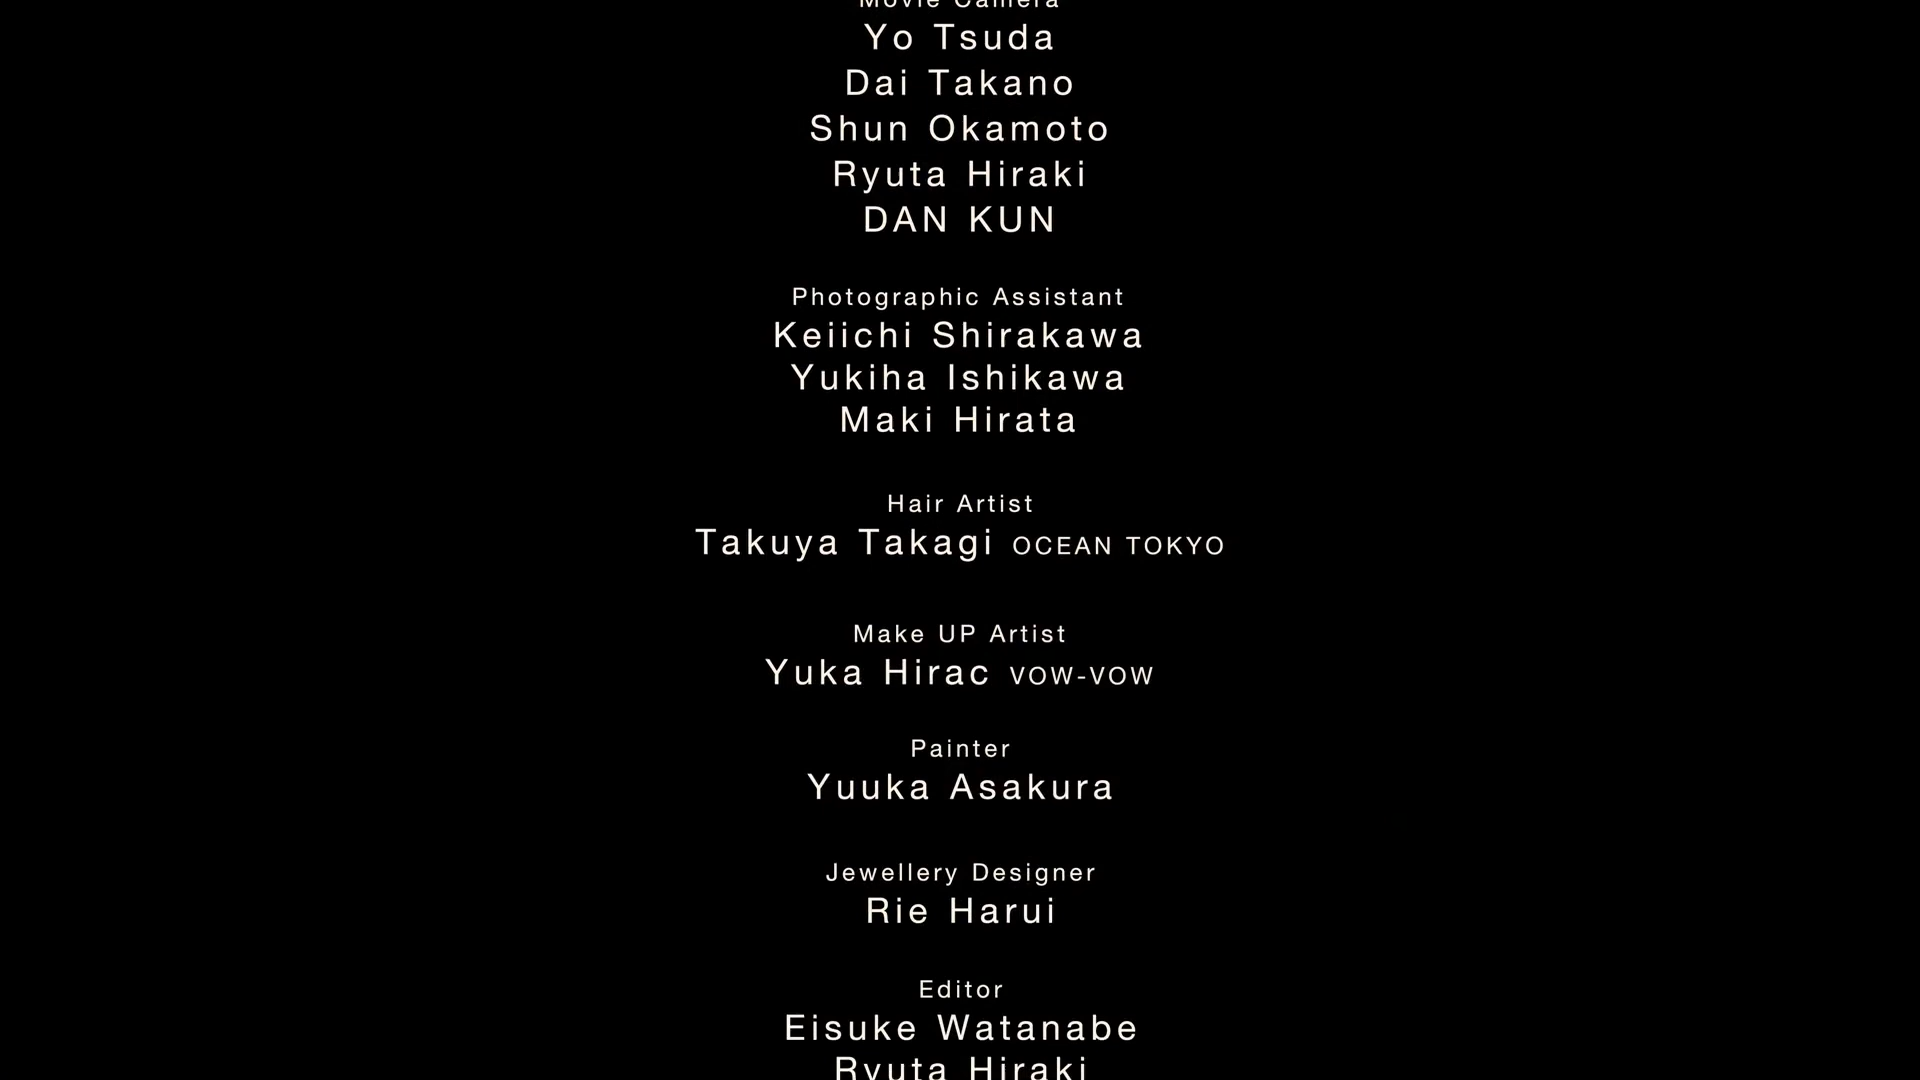 Movie Camera
Yo Tsuda
Dai Takano
Shun Okamoto
Ryuta Hiraki
DAN KUN
Photographic Assistant
Keiichi Shirakawa
Yukiha Ishikawa
Maki Hirata
Hair Artist
Takuya Takagi OCEAN TOKYO
Make UP Artist
Yuka Hirac VOW-VOW
Painter
Yuuka Asakura
Jewellery Designer
Rie Harui
Editor
Eisuke Watanabe
Ryuta Hiraki